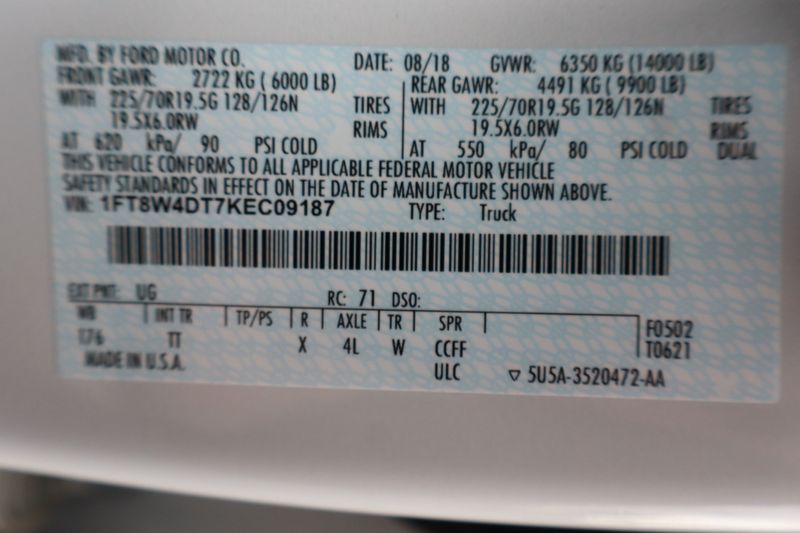 MFD. BY FORD MOTOR CO. DATE: 08/18 GVWR: 6350 KG (14000 LB)
FRONT GAWR: 2722 KG ( 6000 LB) REAR GAWR: 4491 KG ( 9900 LB)
WITH 225/70R19.5G 128/126N TIRES WITH 225/70R19.5G 128/126N TIRES
19.5X6.0RW RIMS 19.5X6.0RW RIMS
AT 620 kPa/ 90 PSI COLD AT 550 kPa/ 80 PSI COLD DUAL
THIS VEHICLE CONFORMS TO ALL APPLICABLE FEDERAL MOTOR VEHICLE
SAFETY STANDARDS IN EFFECT ON THE DATE OF MANUFACTURE SHOWN ABOVE.
VIN: 1FT8W4DT7KEC09187 TYPE: Truck
EXT PNT: UG RC: 71 DSO:
WB INT TR TP/PS R AXLE TR SPR F0502
176 TT X 4L W CCFF T0621
MADE IN U.S.A. ULC 5U5A-3520472-AA